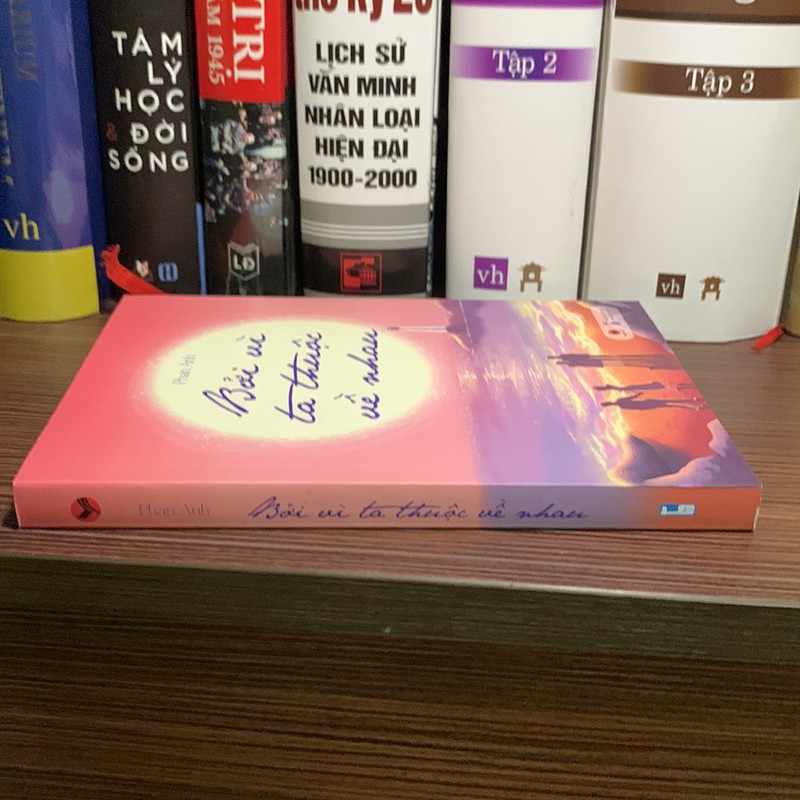 vh
TÂM
LÝ
HỌC
& ĐỜI
SỐNG
TRỊ
1945
LỊCH SỬ
VĂN MINH
NHÂN LOẠI
HIỆN ĐẠI
1900-2000
Tập 2
vh
Tập 3
vh
Phan Anh
Bởi vì
ta thuộc
về nhau
Phan Anh
Bởi vì ta thuộc về nhau